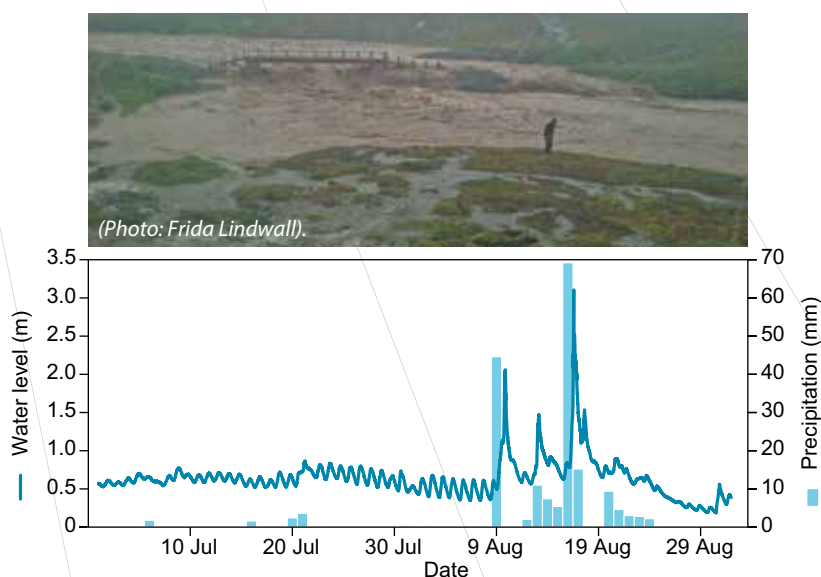 (Photo: Frida Lindwall).
3.5
3.0
2.5
2.0
1.5
1.0
0.5
0
Water level (m)
70
60
50
40
30
20
10
0
Precipitation (mm)
10 Jul
20 Jul
30 Jul
9 Aug
19 Aug
29 Aug
Date